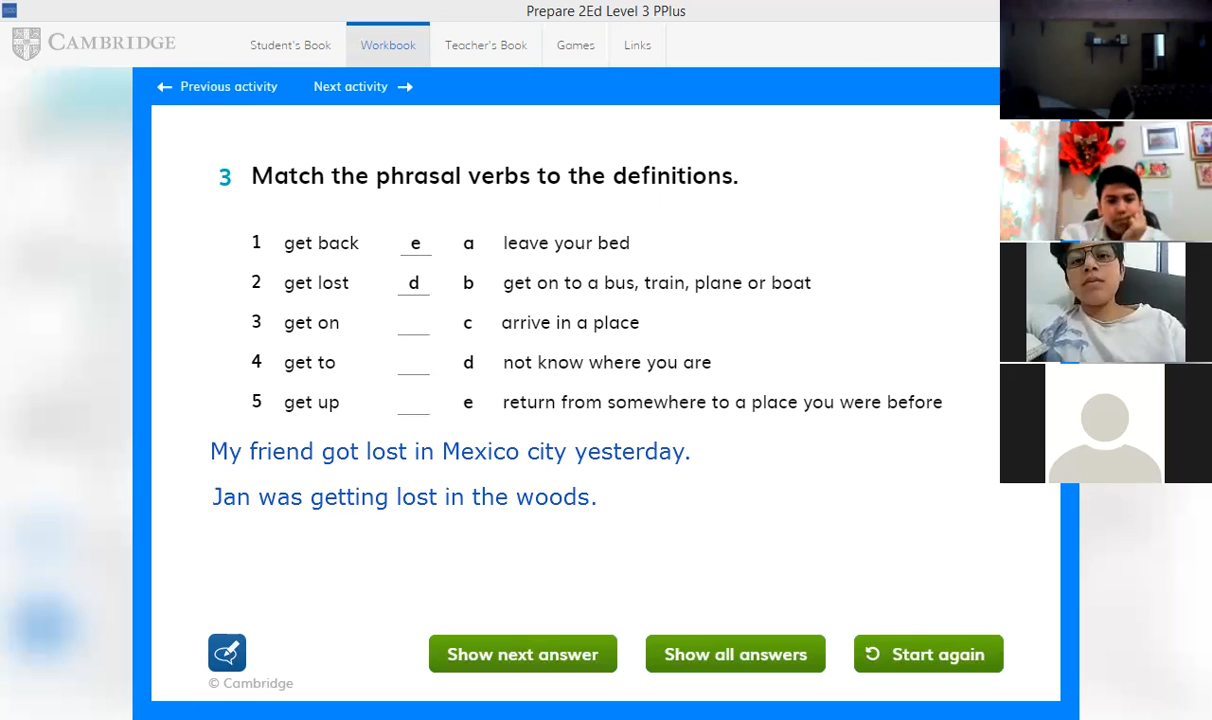 Prepare 2Ed Level 3 PPlus
CAMBRIDGE Student's Book Workbook Teacher's Book Games Links
← Previous activity Next activity →
3 Match the phrasal verbs to the definitions.
1 get back e a leave your bed
2 get lost d b get on to a bus, train, plane or boat
3 get on c arrive in a place
4 get to d not know where you are
5 get up e return from somewhere to a place you were before
My friend got lost in Mexico city yesterday.
Jan was getting lost in the woods.
Show next answer Show all answers Start again
© Cambridge